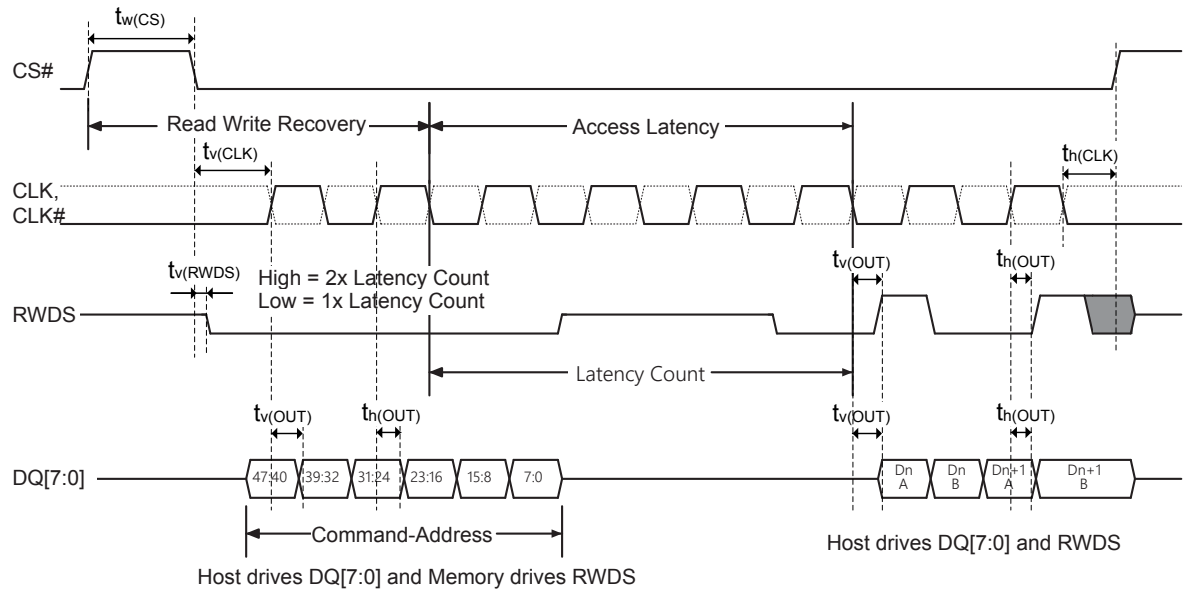 tw(CS)
CS#
Read Write Recovery
Access Latency
tv(CLK)
th(CLK)
CLK,
CLK#
tv(RWDS)
High = 2x Latency Count
Low = 1x Latency Count
tv(OUT)
th(OUT)
RWDS
Latency Count
tv(OUT)
th(OUT)
tv(OUT)
th(OUT)
DQ[7:0]
47:40
39:32
31:24
23:16
15:8
7:0
Dn
A
Dn
B
Dn+1
A
Dn+1
B
Command-Address
Host drives DQ[7:0] and RWDS
Host drives DQ[7:0] and Memory drives RWDS